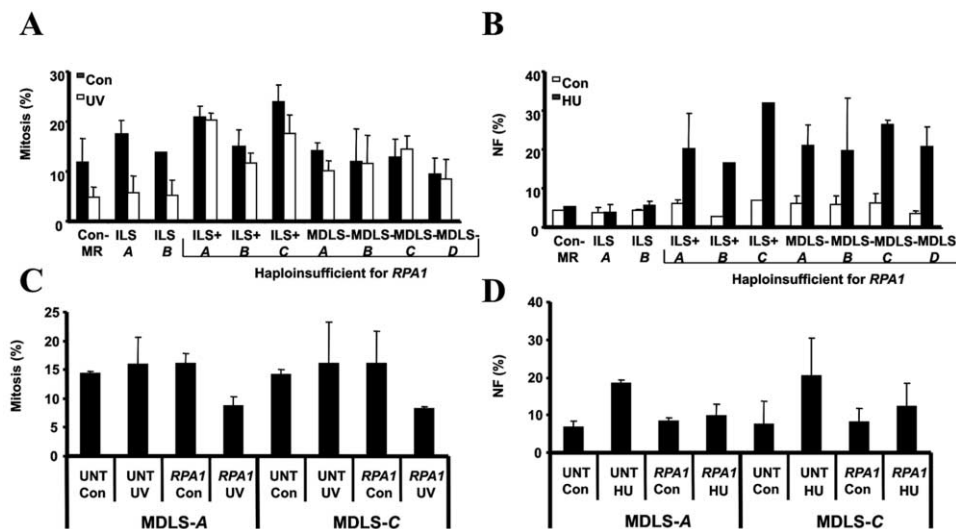 A
30
20
10
0
Mitosis (%)
Con
UV
Con- ILS ILS ILS+ ILS+ ILS+ MDLS-MDLS-MDLS-MDLS-
MR A B A B C A B C D
Haploinsufficient for RPA1
B
40
30
20
10
0
NF (%)
Con
HU
Con- ILS ILS ILS+ ILS+ ILS+ MDLS-MDLS-MDLS-MDLS-
MR A B A B C A B C D
Haploinsufficient for RPA1
C
25
20
15
10
5
0
Mitosis (%)
UNT UNT RPA1 RPA1 UNT UNT RPA1 RPA1
Con UV Con UV Con UV Con UV
MDLS-A MDLS-C
D
40
30
20
10
0
NF (%)
UNT UNT RPA1 RPA1 UNT UNT RPA1 RPA1
Con HU Con HU Con HU Con HU
MDLS-A MDLS-C